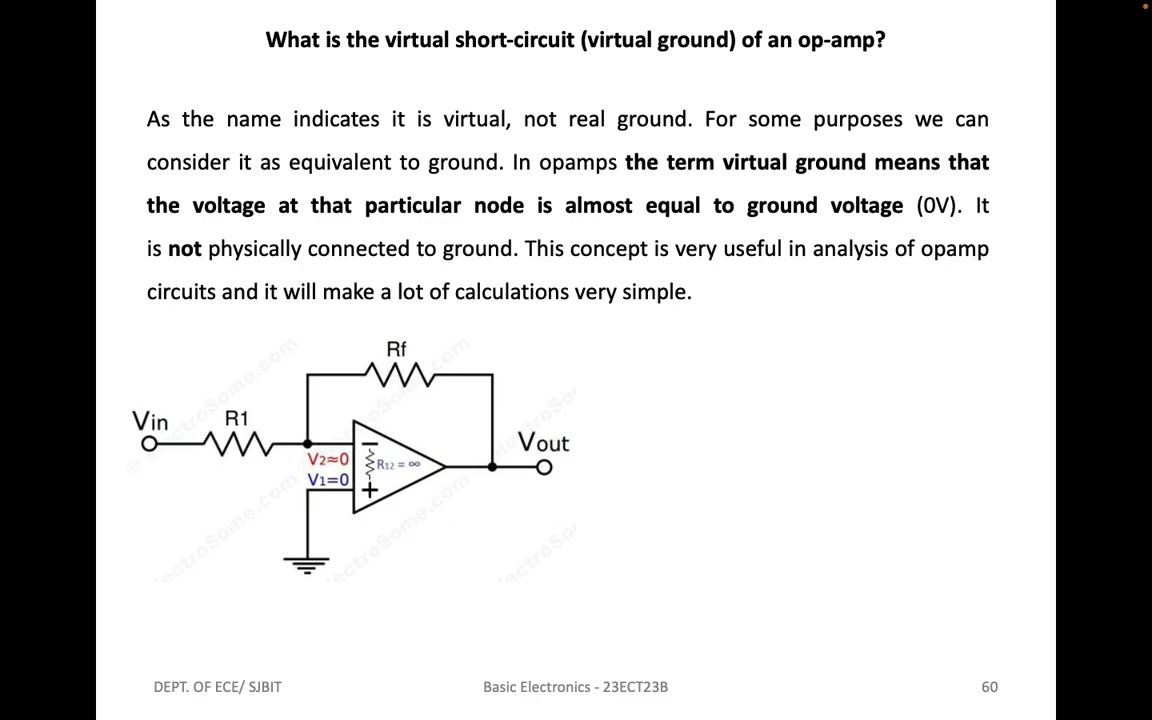 What is the virtual short-circuit (virtual ground) of an op-amp?
As the name indicates it is virtual, not real ground. For some purposes we can
consider it as equivalent to ground. In opamps the term virtual ground means that
the voltage at that particular node is almost equal to ground voltage (0V). It
is not physically connected to ground. This concept is very useful in analysis of opamp
circuits and it will make a lot of calculations very simple.
Rf
Vin
R1
Vout
V2≈0
R12 = ∞
V1=0
DEPT. OF ECE/ SJBIT
Basic Electronics - 23ECT23B
60